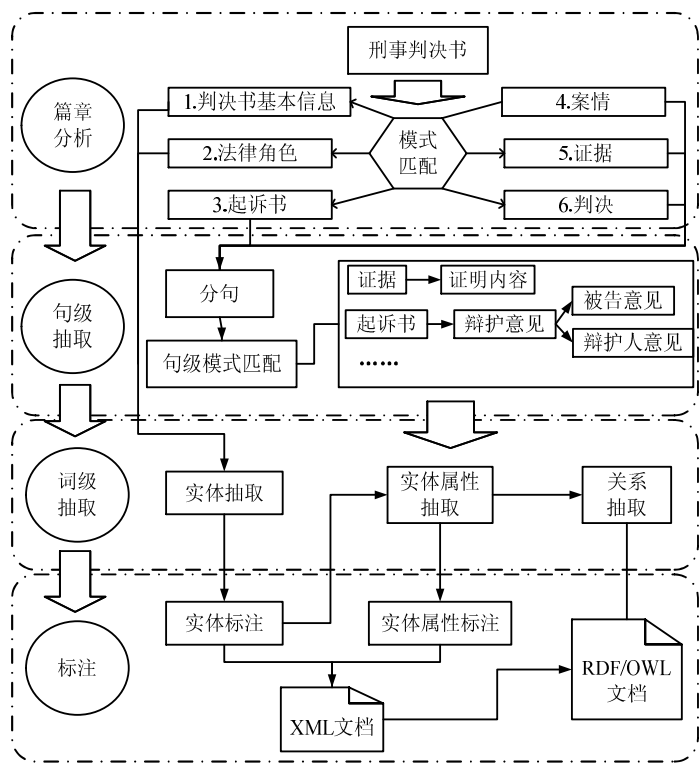 刑事判决书
篇章
分析
1.判决书基本信息
4.案情
模式
匹配
2.法律角色
5.证据
3.起诉书
6.判决
句级
抽取
分句
句级模式匹配
证据
证明内容
起诉书
辩护意见
被告意见
辩护人意见
……
词级
抽取
实体抽取
实体属性
抽取
关系
抽取
标注
实体标注
实体属性标注
XML文档
RDF/OWL
文档